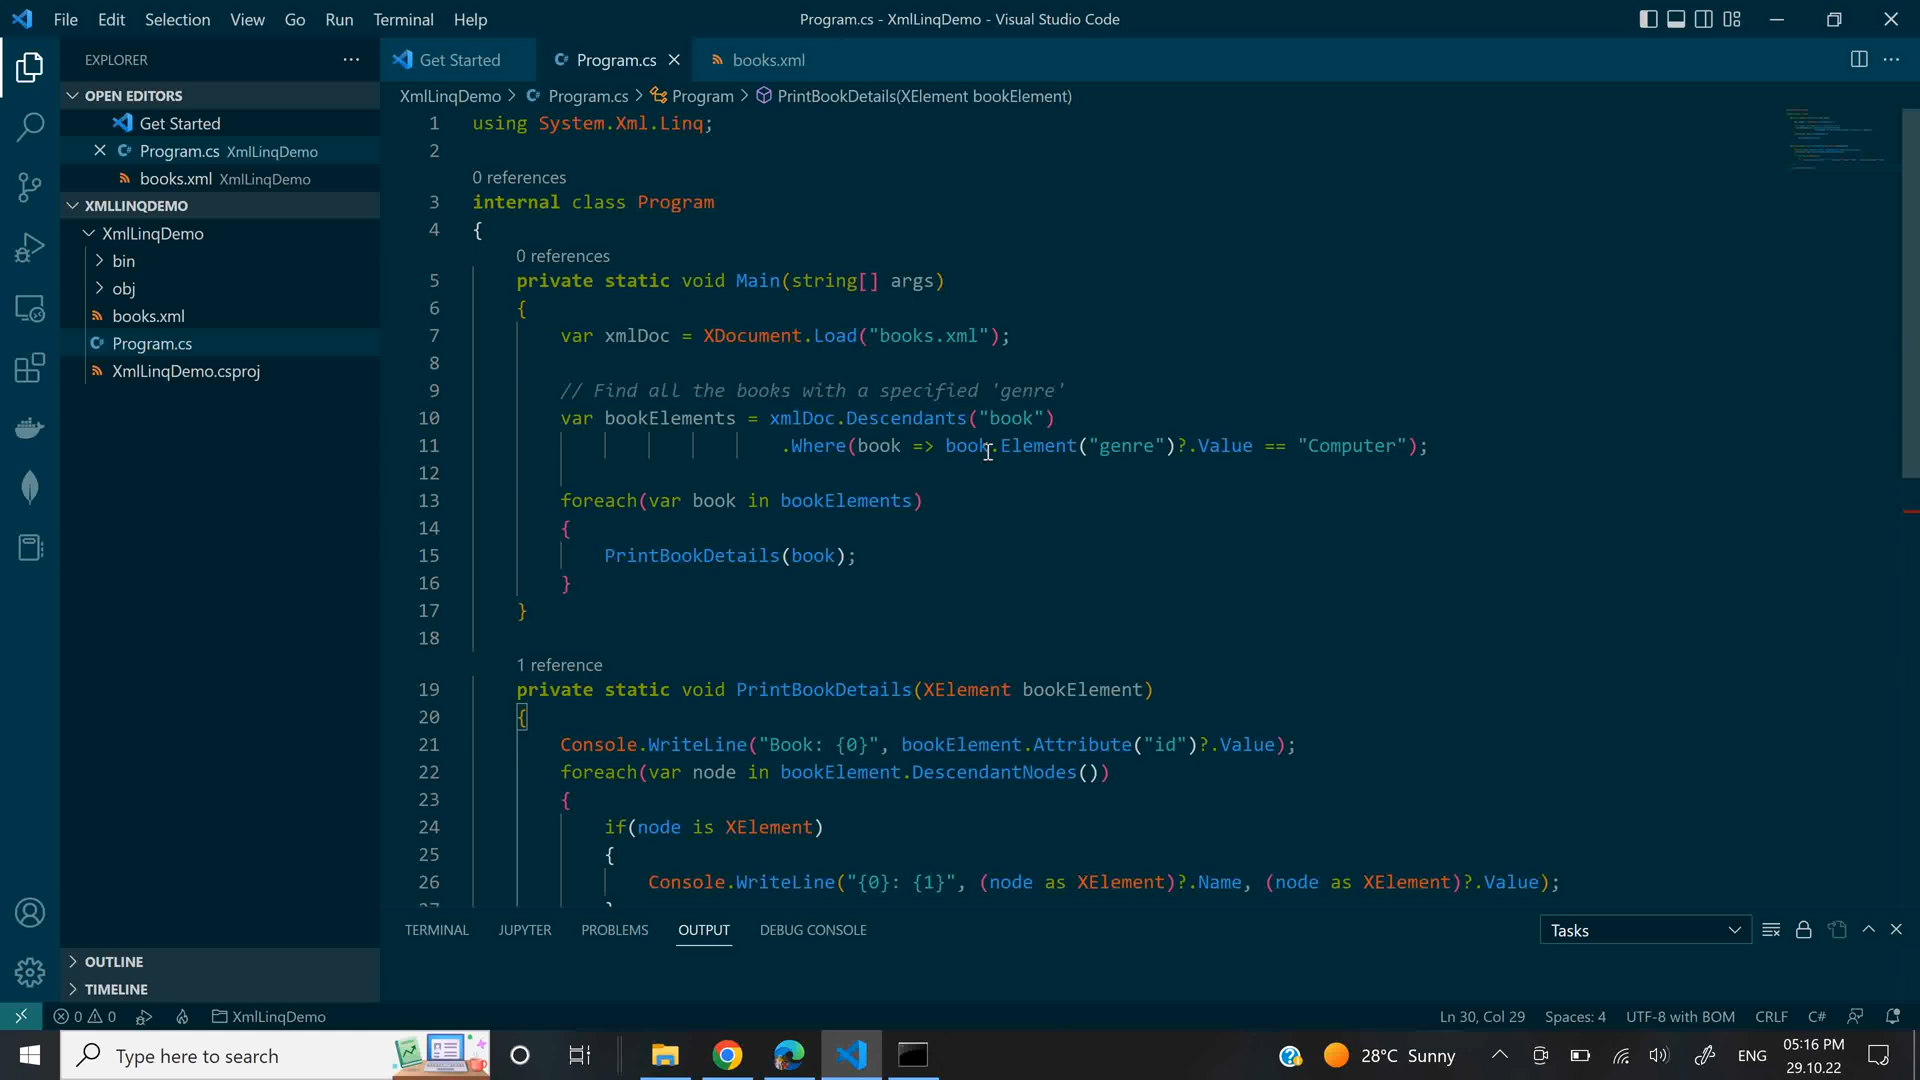 File Edit Selection View Go Run Terminal Help
Program.cs - XmlLinqDemo - Visual Studio Code
EXPLORER
Get Started
Program.cs
books.xml
OPEN EDITORS
Get Started
Program.cs XmlLinqDemo
books.xml XmlLinqDemo
XMLLINQDEMO
XmlLinqDemo
bin
obj
books.xml
Program.cs
XmlLinqDemo.csproj
OUTLINE
TIMELINE
XmlLinqDemo > Program.cs > Program > PrintBookDetails(XElement bookElement)
1 using System.Xml.Linq;
2
0 references
3 internal class Program
4 {
0 references
5 private static void Main(string[] args)
6 {
7 var xmlDoc = XDocument.Load("books.xml");
8
9 // Find all the books with a specified 'genre'
10 var bookElements = xmlDoc.Descendants("book")
11 .Where(book => book.Element("genre")?.Value == "Computer");
12
13 foreach(var book in bookElements)
14 {
15 PrintBookDetails(book);
16 }
17 }
18
1 reference
19 private static void PrintBookDetails(XElement bookElement)
20 {
21 Console.WriteLine("Book: {0}", bookElement.Attribute("id")?.Value);
22 foreach(var node in bookElement.DescendantNodes())
23 {
24 if(node is XElement)
25 {
26 Console.WriteLine("{0}: {1}", (node as XElement)?.Name, (node as XElement)?.Value);
TERMINAL JUPYTER PROBLEMS OUTPUT DEBUG CONSOLE
Tasks
0 0 XmlLinqDemo
Ln 30, Col 29 Spaces: 4 UTF-8 with BOM CRLF C#
Type here to search
28°C Sunny
ENG
05:16 PM
29.10.22